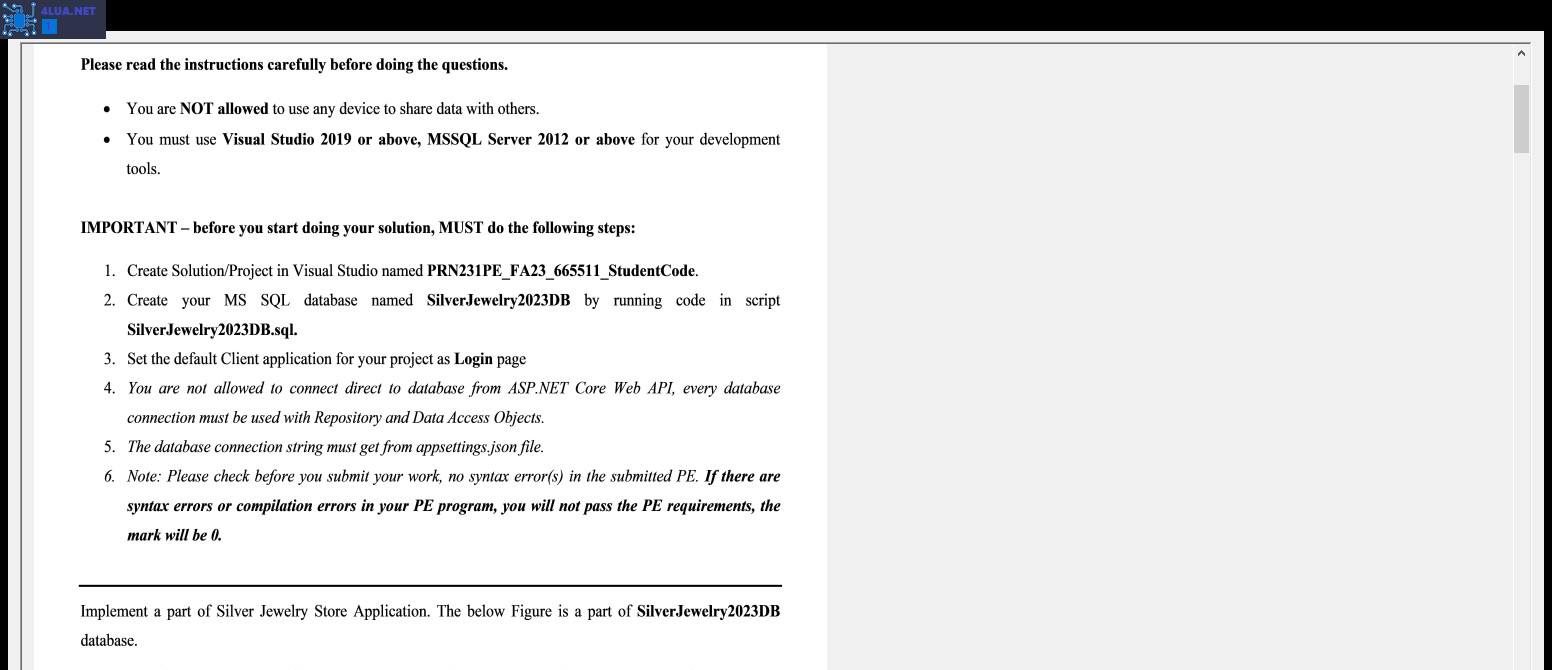 4LUA.NET
Please read the instructions carefully before doing the questions.
• You are NOT allowed to use any device to share data with others.
• You must use Visual Studio 2019 or above, MSSQL Server 2012 or above for your development
tools.
IMPORTANT – before you start doing your solution, MUST do the following steps:
1. Create Solution/Project in Visual Studio named PRN231PE_FA23_665511_StudentCode.
2. Create your MS SQL database named SilverJewelry2023DB by running code in script
SilverJewelry2023DB.sql.
3. Set the default Client application for your project as Login page
4. You are not allowed to connect direct to database from ASP.NET Core Web API, every database
connection must be used with Repository and Data Access Objects.
5. The database connection string must get from appsettings.json file.
6. Note: Please check before you submit your work, no syntax error(s) in the submitted PE. If there are
syntax errors or compilation errors in your PE program, you will not pass the PE requirements, the
mark will be 0.
Implement a part of Silver Jewelry Store Application. The below Figure is a part of SilverJewelry2023DB
database.